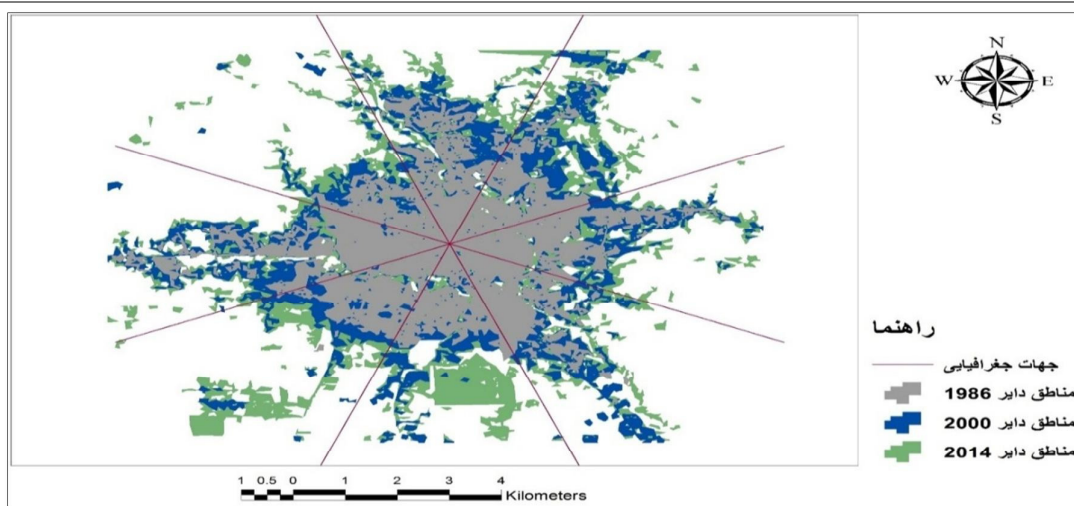 N
W E
S
راهنما
جهات جغرافیایی
مناطق دایر 1986
مناطق دایر 2000
مناطق دایر 2014
1 0.5 0 1 2 3 4
Kilometers